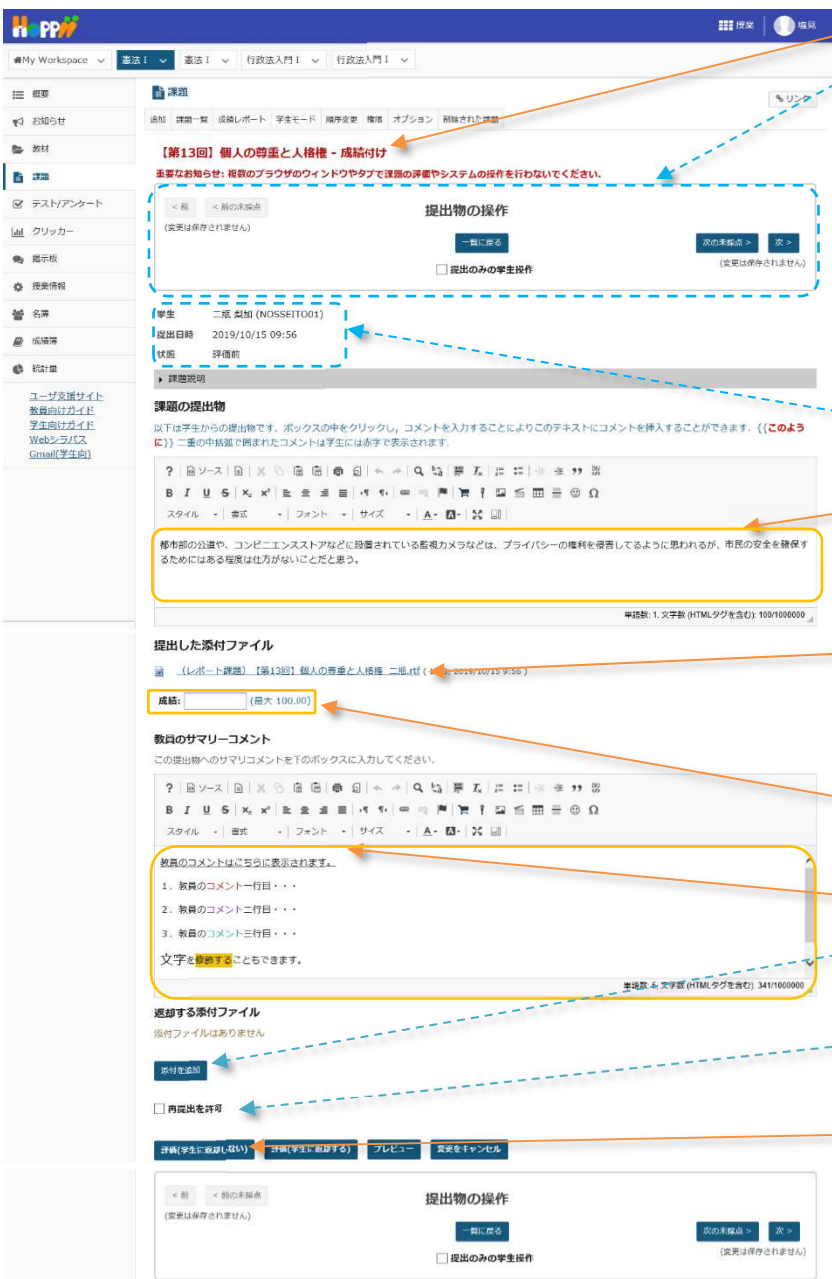 HoppII
授業 堀見
My Workspace 憲法Ⅰ 憲法Ⅰ 行政法入門Ⅰ 行政法入門Ⅰ
概要
お知らせ
教材
課題
テスト/アンケート
クリッカー
掲示板
授業情報
名簿
成績簿
統計量
ユーザ支援サイト
教員向けガイド
学生向けガイド
Webシラバス
Gmail(学生向)
課題
リンク
追加 課題一覧 成績レポート 学生モード 順序変更 権限 オプション 削除された課題
【第13回】個人の尊重と人格権 - 成績付け
重要なお知らせ: 複数のブラウザのウィンドウやタブで課題の評価やシステムの操作を行わないでください.
< 前 < 前の未採点
(変更は保存されません)
提出物の操作
一覧に戻る
次の未採点 > 次 >
(変更は保存されません)
提出のみの学生操作
学生 二瓶 梨加 (NOSSEITO01)
提出日時 2019/10/15 09:56
状態 評価前
課題説明
課題の提出物
以下は学生からの提出物です．ボックスの中をクリックし，コメントを入力することによりこのテキストにコメントを挿入することができます．{{このよう
に}} 二重の中括弧で囲まれたコメントは学生には赤字で表示されます．
? ソース
B I U S x₂ x²
スタイル 書式 フォント サイズ A A
都市部の公道や、コンビニエンスストアなどに設置されている監視カメラなどは、プライバシーの権利を侵害してるように思われるが、市民の安全を確保す
るためにはある程度は仕方がないことだと思う。
単語数: 1, 文字数 (HTMLタグを含む): 100/1000000
提出した添付ファイル
（レポート課題）【第13回】個人の尊重と人格権_二瓶.rtf ( 2019/10/15 9:56 )
成績: (最大 100.00)
教員のサマリーコメント
この提出物へのサマリコメントを下のボックスに入力してください．
? ソース
B I U S x₂ x²
スタイル 書式 フォント サイズ A A
教員のコメントはこちらに表示されます。
1．教員のコメント一行目・・・
2．教員のコメント二行目・・・
3．教員のコメント三行目・・・
文字を修飾することもできます。
単語数: 5, 文字数 (HTMLタグを含む): 341/1000000
返却する添付ファイル
添付ファイルはありません
添付を追加
再提出を許可
評価(学生に返却しない) 評価(学生に返却する) プレビュー 変更をキャンセル
< 前 < 前の未採点
(変更は保存されません)
提出物の操作
一覧に戻る
次の未採点 > 次 >
(変更は保存されません)
提出のみの学生操作